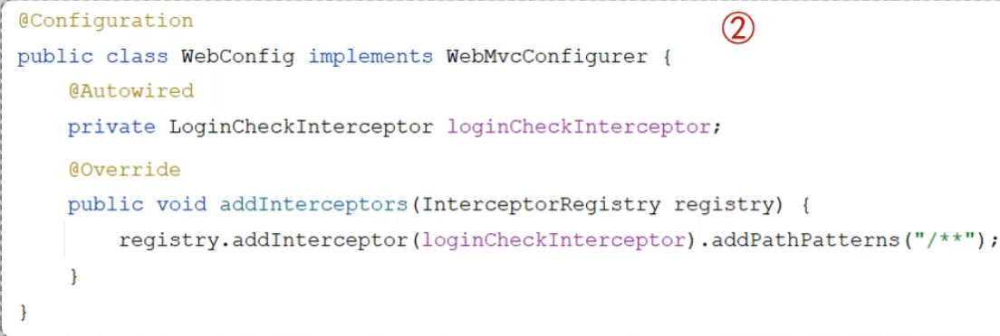 @Configuration ②
public class WebConfig implements WebMvcConfigurer {
    @Autowired
    private LoginCheckInterceptor loginCheckInterceptor;
    @Override
    public void addInterceptors(InterceptorRegistry registry) {
        registry.addInterceptor(loginCheckInterceptor).addPathPatterns("/**");
    }
}